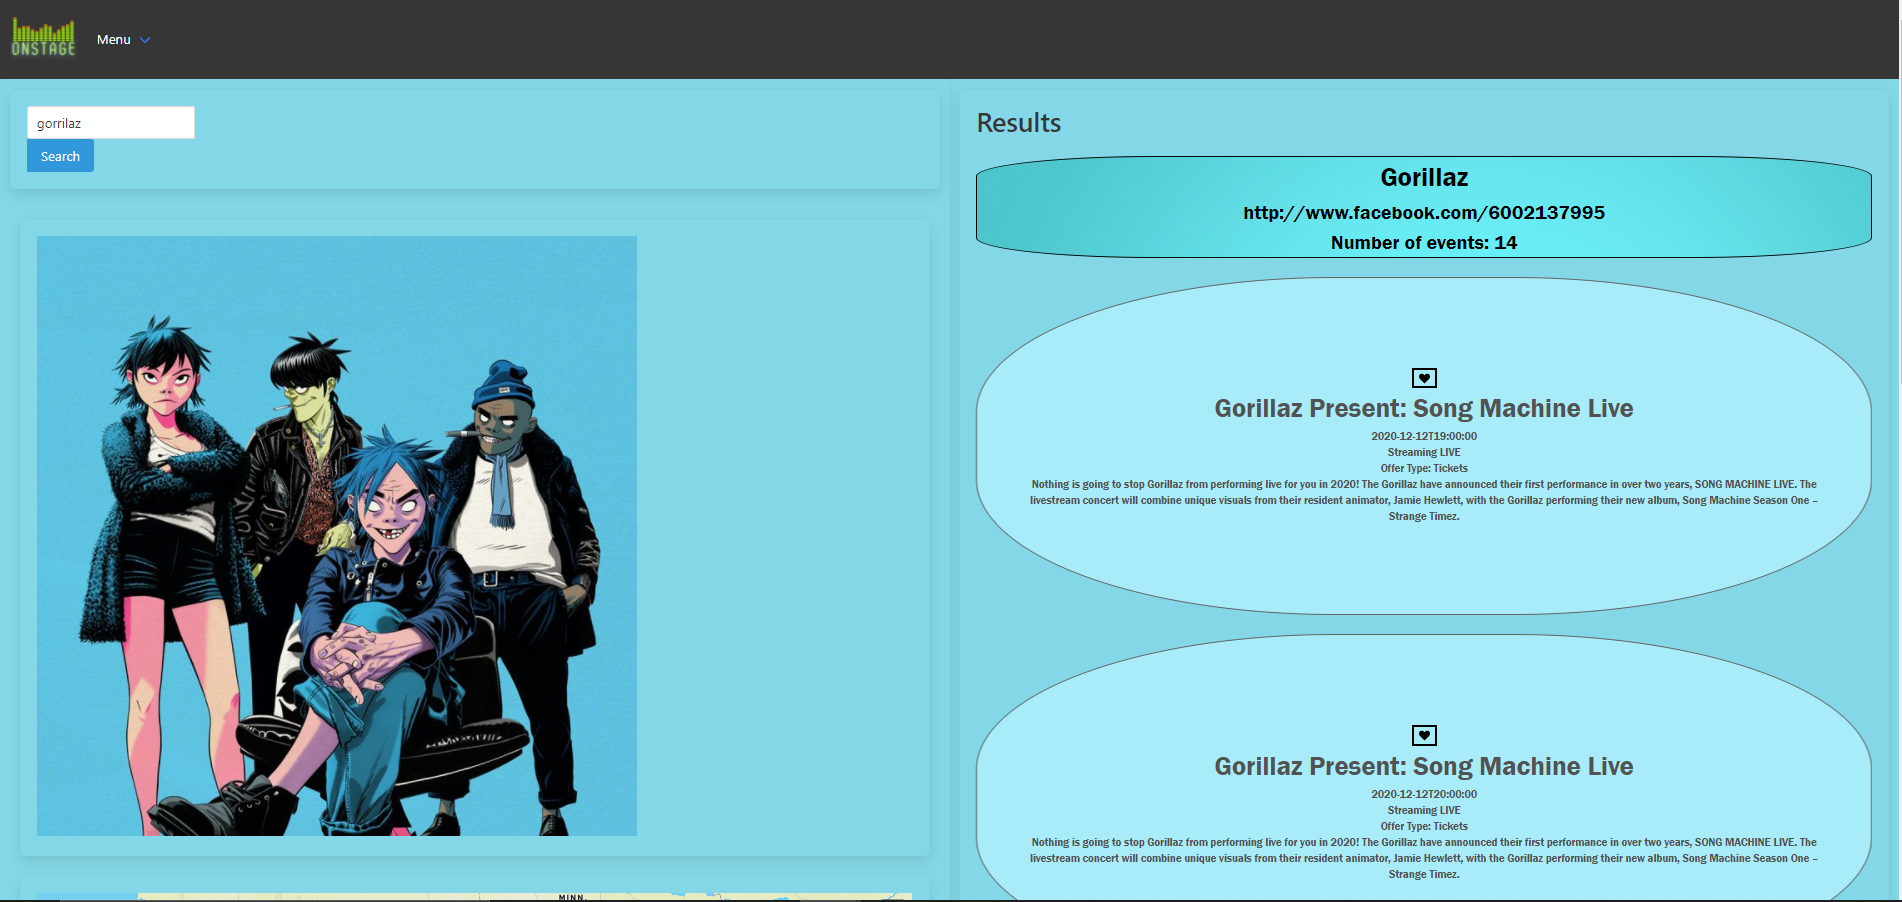 ONSTAGE
Menu
gorrilaz
Search
MINN.
Results
Gorillaz
http://www.facebook.com/6002137995
Number of events: 14
Gorillaz Present: Song Machine Live
2020-12-12T19:00:00
Streaming LIVE
Offer Type: Tickets
Nothing is going to stop Gorillaz from performing live for you in 2020! The Gorillaz have announced their first performance in over two years, SONG MACHINE LIVE. The
livestream concert will combine unique visuals from their resident animator, Jamie Hewlett, with the Gorillaz performing their new album, Song Machine Season One –
Strange Timez.
Gorillaz Present: Song Machine Live
2020-12-12T20:00:00
Streaming LIVE
Offer Type: Tickets
Nothing is going to stop Gorillaz from performing live for you in 2020! The Gorillaz have announced their first performance in over two years, SONG MACHINE LIVE. The
livestream concert will combine unique visuals from their resident animator, Jamie Hewlett, with the Gorillaz performing their new album, Song Machine Season One –
Strange Timez.